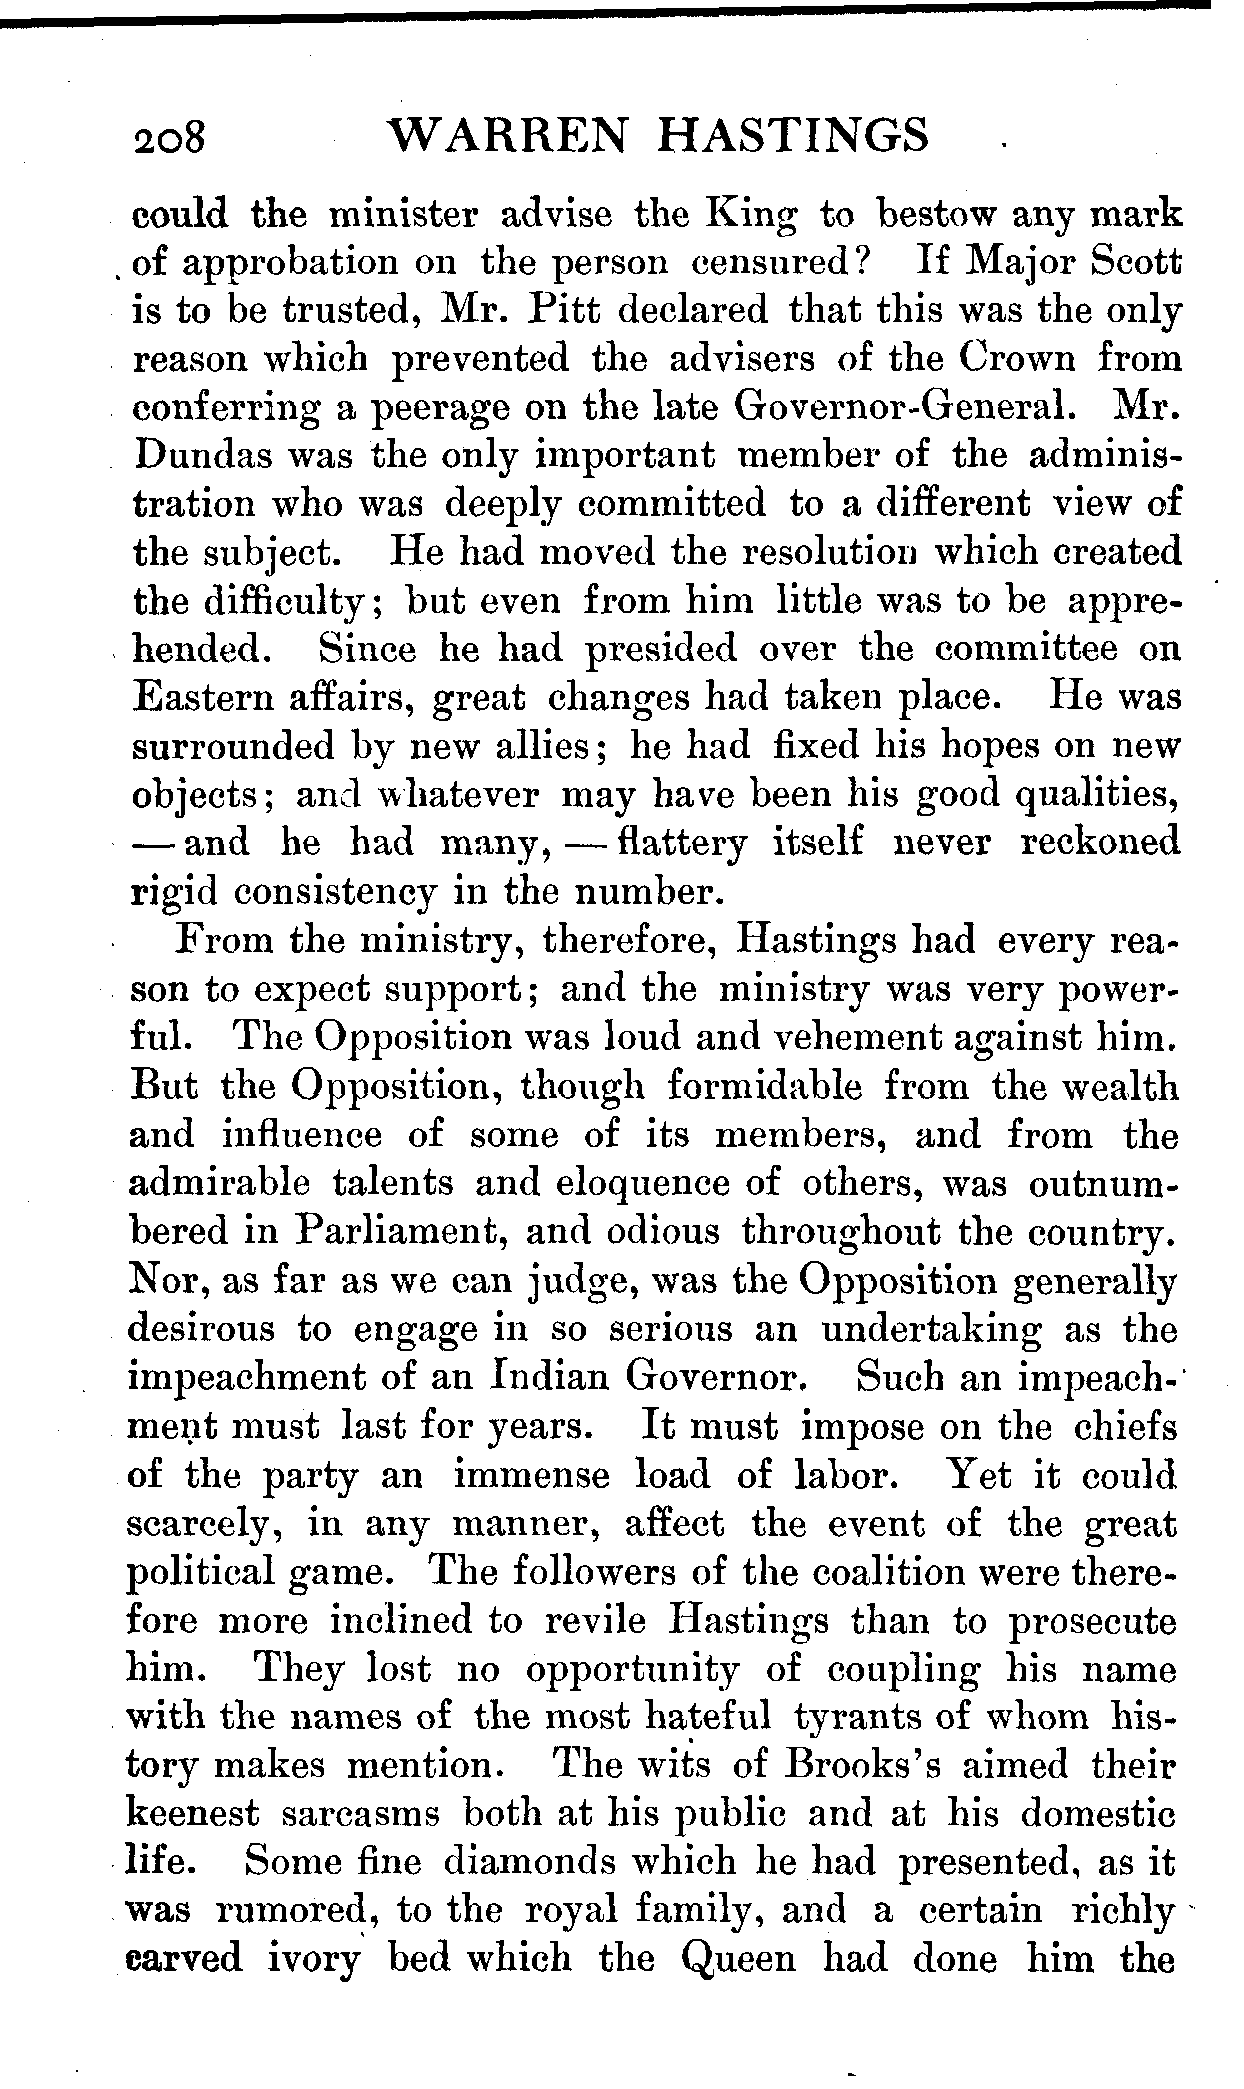 208 WARREN HASTINGS
could the minister advise the King to bestow any mark
of approbation on the person censured? If Major Scott
is to be trusted, Mr. Pitt declared that this was the only
reason which prevented the advisers of the Crown from
conferring a peerage on the late Governor-General. Mr.
Dundas was the only important member of the adminis-
tration who was deeply committed to a different view of
the subject. He had moved the resolution which created
the difficulty; but even from him little was to be appre-
hended. Since he had presided over the committee on
Eastern affairs, great changes had taken place. He was
surrounded by new allies; he had fixed his hopes on new
objects; and whatever may have been his good qualities,
— and he had many, — flattery itself never reckoned
rigid consistency in the number.
From the ministry, therefore, Hastings had every rea-
son to expect support; and the ministry was very power-
ful. The Opposition was loud and vehement against him.
But the Opposition, though formidable from the wealth
and influence of some of its members, and from the
admirable talents and eloquence of others, was outnum-
bered in Parliament, and odious throughout the country.
Nor, as far as we can judge, was the Opposition generally
desirous to engage in so serious an undertaking as the
impeachment of an Indian Governor. Such an impeach-
ment must last for years. It must impose on the chiefs
of the party an immense load of labor. Yet it could
scarcely, in any manner, affect the event of the great
political game. The followers of the coalition were there-
fore more inclined to revile Hastings than to prosecute
him. They lost no opportunity of coupling his name
with the names of the most hateful tyrants of whom his-
tory makes mention. The wits of Brooks's aimed their
keenest sarcasms both at his public and at his domestic
life. Some fine diamonds which he had presented, as it
was rumored, to the royal family, and a certain richly
carved ivory bed which the Queen had done him the